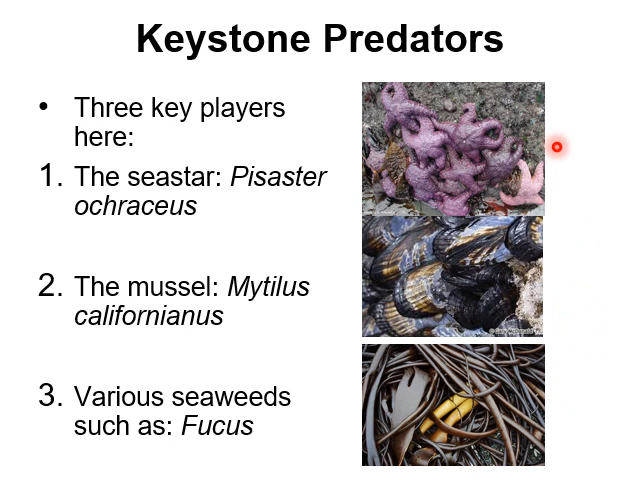 Keystone Predators
• Three key players
here:
1. The seastar: Pisaster
ochraceus
2. The mussel: Mytilus
californianus
3. Various seaweeds
such as: Fucus